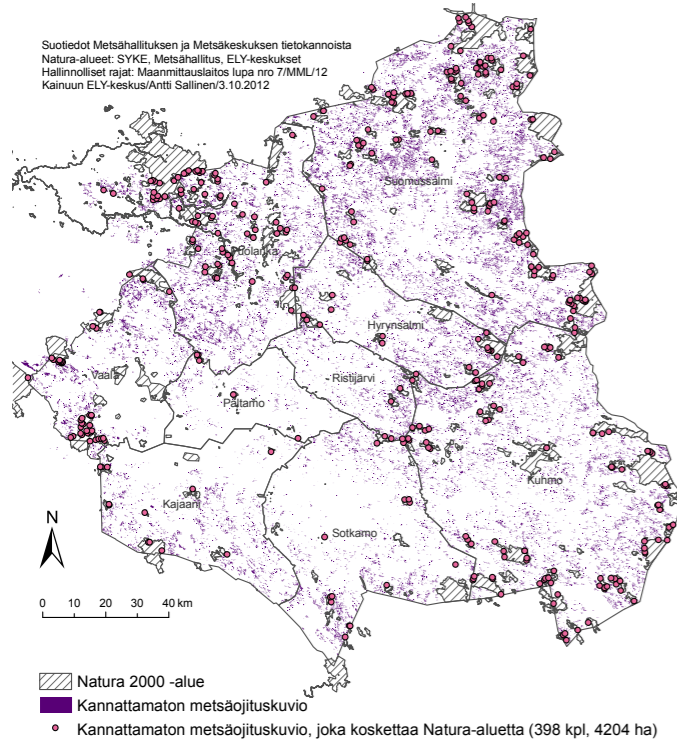 Suotiedot Metsähallituksen ja Metsäkeskuksen tietokannoista
Natura-alueet: SYKE, Metsähallitus, ELY-keskukset
Hallinnolliset rajat: Maanmittauslaitos lupa nro 7/MML/12
Kainuun ELY-keskus/Antti Sallinen/3.10.2012
Suomussalmi
Puolanka
Hyrynsalmi
Ristijärvi
Vaala
Paltamo
Kuhmo
Kajaani
Sotkamo
N
0 10 20 40 km
Natura 2000 -alue
Kannattamaton metsäojituskuvio
Kannattamaton metsäojituskuvio, joka koskettaa Natura-aluetta (398 kpl, 4204 ha)